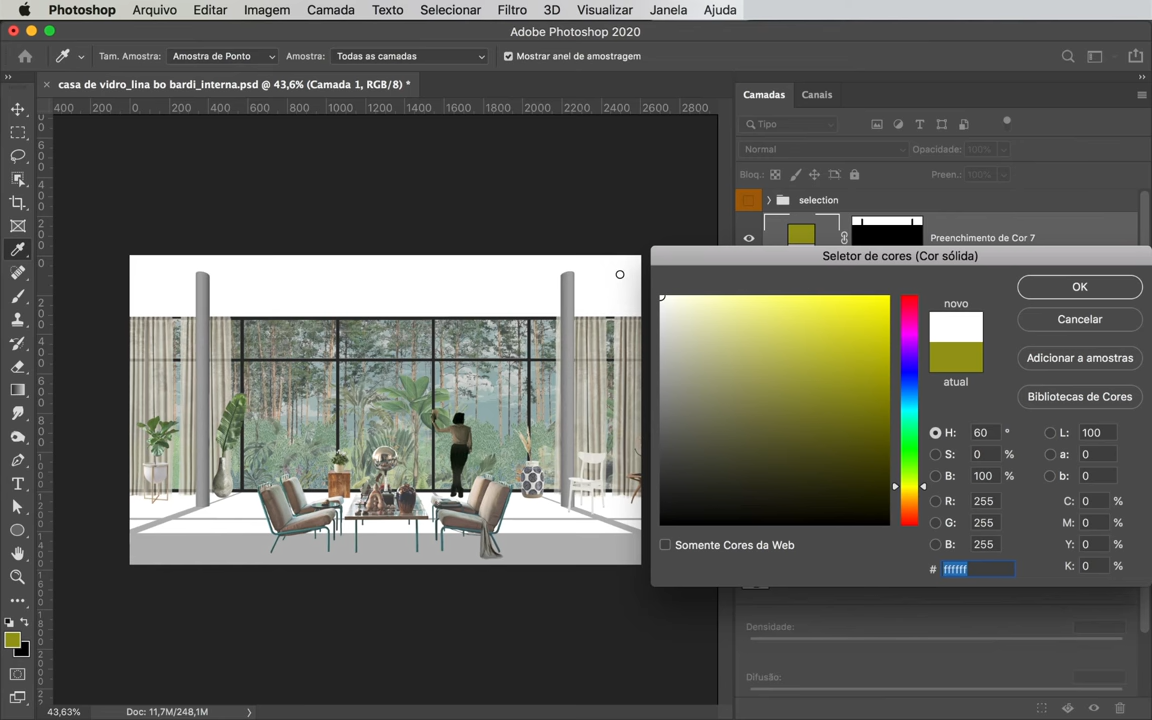 Photoshop Arquivo Editar Imagem Camada Texto Selecionar Filtro 3D Visualizar Janela Ajuda
Adobe Photoshop 2020
Tam. Amostra: Amostra de Ponto Amostra: Todas as camadas Mostrar anel de amostragem
casa de vidro_lina bo bardi_interna.psd @ 43,6% (Camada 1, RGB/8) *
Camadas Canais
400 200 0 200 400 600 800 1000 1200 1400 1600 1800 2000 2200 2400 2600 2800
Tipo
Normal Opacidade: 100%
Bloq.: Preen.: 100%
selection
Preenchimento de Cor 7
Seletor de cores (Cor sólida)
novo
atual
OK
Cancelar
Adicionar a amostras
Bibliotecas de Cores
H: 60 ° L: 100
S: 0 % a: 0
B: 100 % b: 0
R: 255 C: 0 %
G: 255 M: 0 %
B: 255 Y: 0 %
# ffffff K: 0 %
Somente Cores da Web
Densidade:
Difusão:
43,63% Doc: 11,7M/248,1M